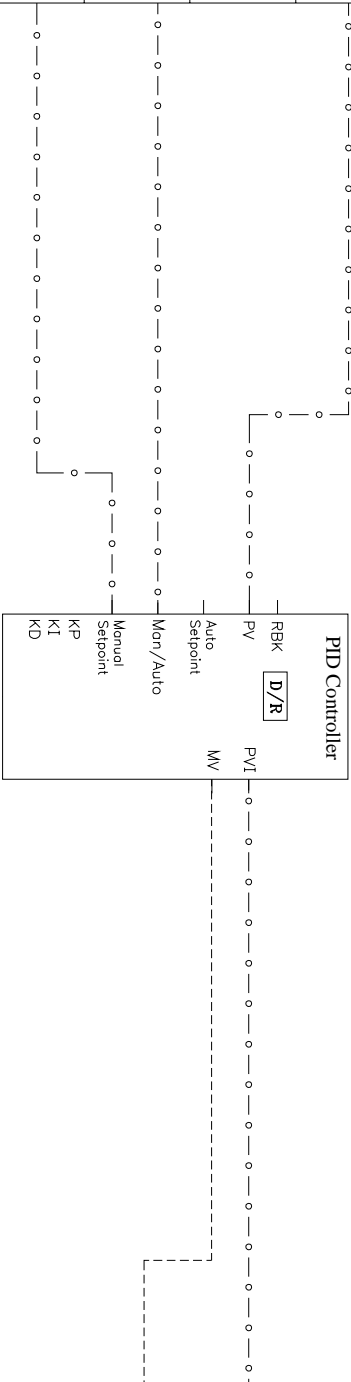 PID Controller
D/R
RBK
PV
Auto
Setpoint
Man/Auto
Manual
Setpoint
KP
KI
KD
PVI
MV